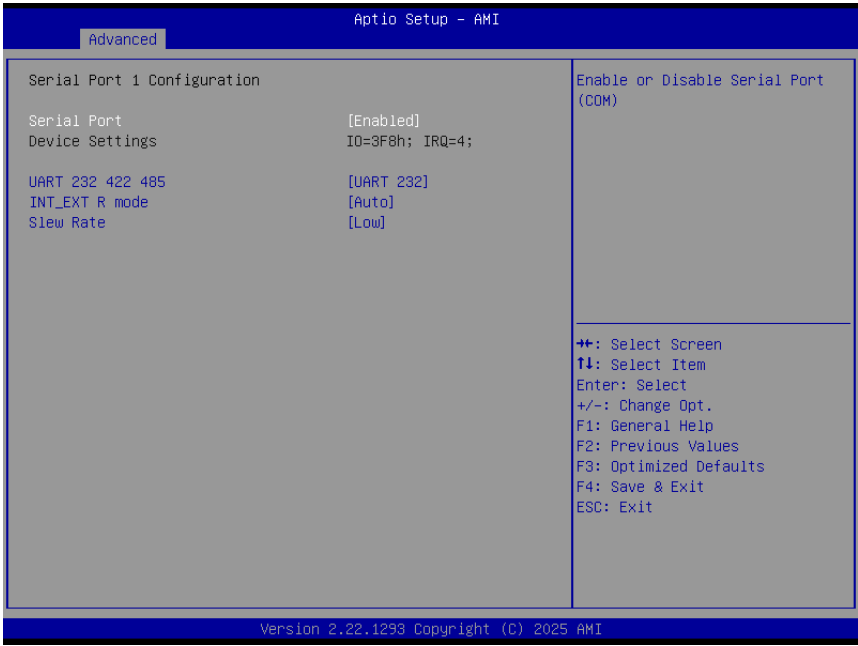 Aptio Setup – AMI
Advanced
Serial Port 1 Configuration
Serial Port [Enabled]
Device Settings IO=3F8h; IRQ=4;
UART 232 422 485 [UART 232]
INT_EXT R mode [Auto]
Slew Rate [Low]
Enable or Disable Serial Port
(COM)
→←: Select Screen
↑↓: Select Item
Enter: Select
+/-: Change Opt.
F1: General Help
F2: Previous Values
F3: Optimized Defaults
F4: Save & Exit
ESC: Exit
Version 2.22.1293 Copyright (C) 2025 AMI